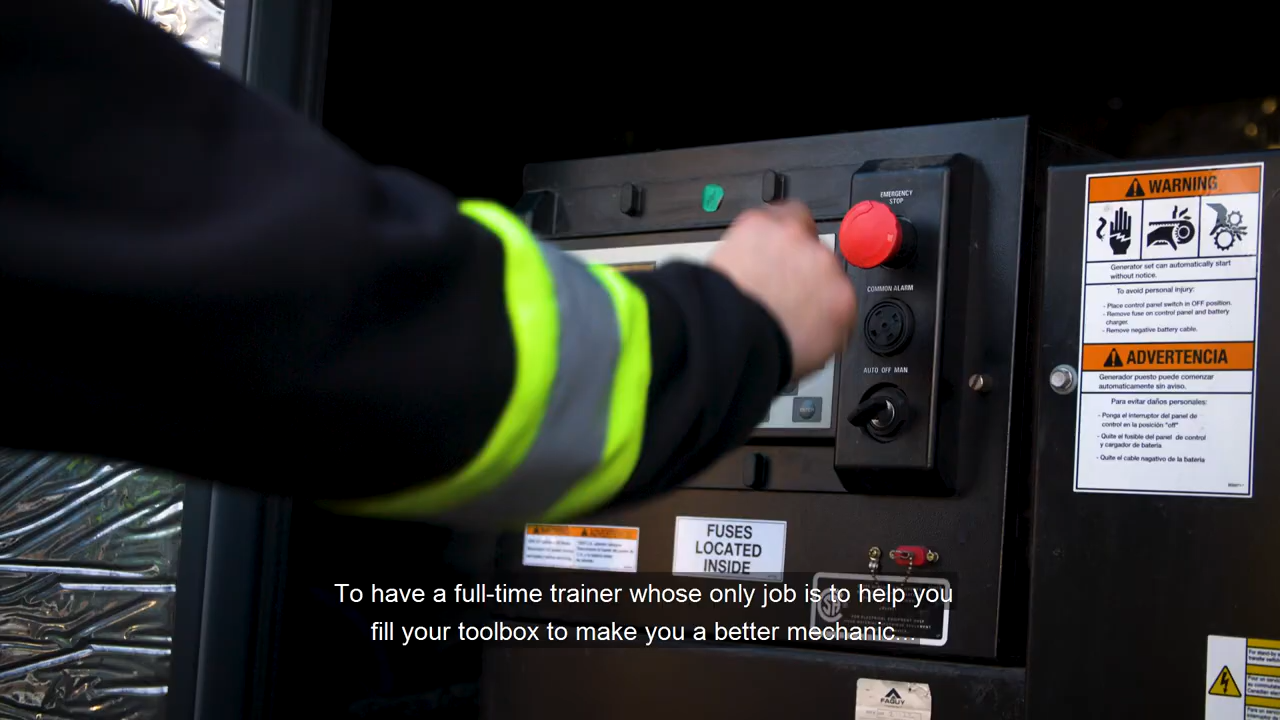 EMERGENCY
STOP
COMMON ALARM
AUTO OFF MAN
WARNING
Generator set can automatically start
without notice.
To avoid personal injury:
- Place control panel switch in OFF position.
- Remove fuse on control panel and battery
charger.
- Remove negative battery cable.
ADVERTENCIA
Generador puesto puede comenzar
automaticamente sin aviso.
Para evitar daños personales:
- Ponga el interruptor del panel de
control en la posición "off"
- Quite el fusible del panel de control
y cargador de bateria
- Quite el cable nagativo de la bateria
FUSES
LOCATED
INSIDE
To have a full-time trainer whose only job is to help you
fill your toolbox to make you a better mechanic...
PAGUY